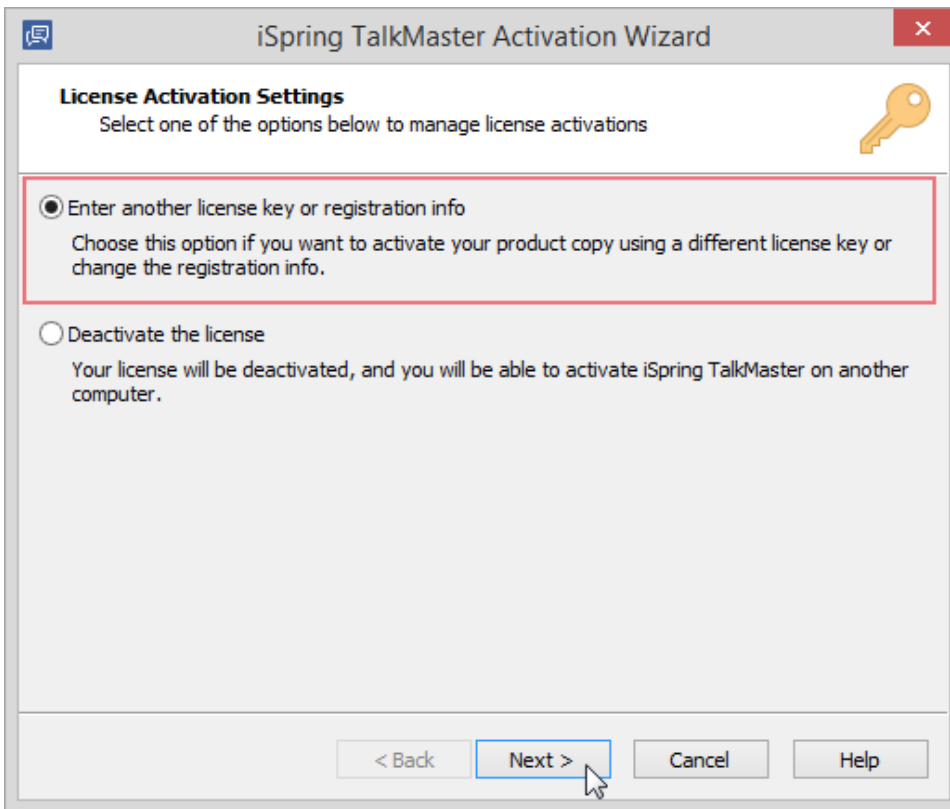 iSpring TalkMaster Activation Wizard
License Activation Settings
Select one of the options below to manage license activations
Enter another license key or registration info
Choose this option if you want to activate your product copy using a different license key or
change the registration info.
Deactivate the license
Your license will be deactivated, and you will be able to activate iSpring TalkMaster on another
computer.
< Back Next > Cancel Help